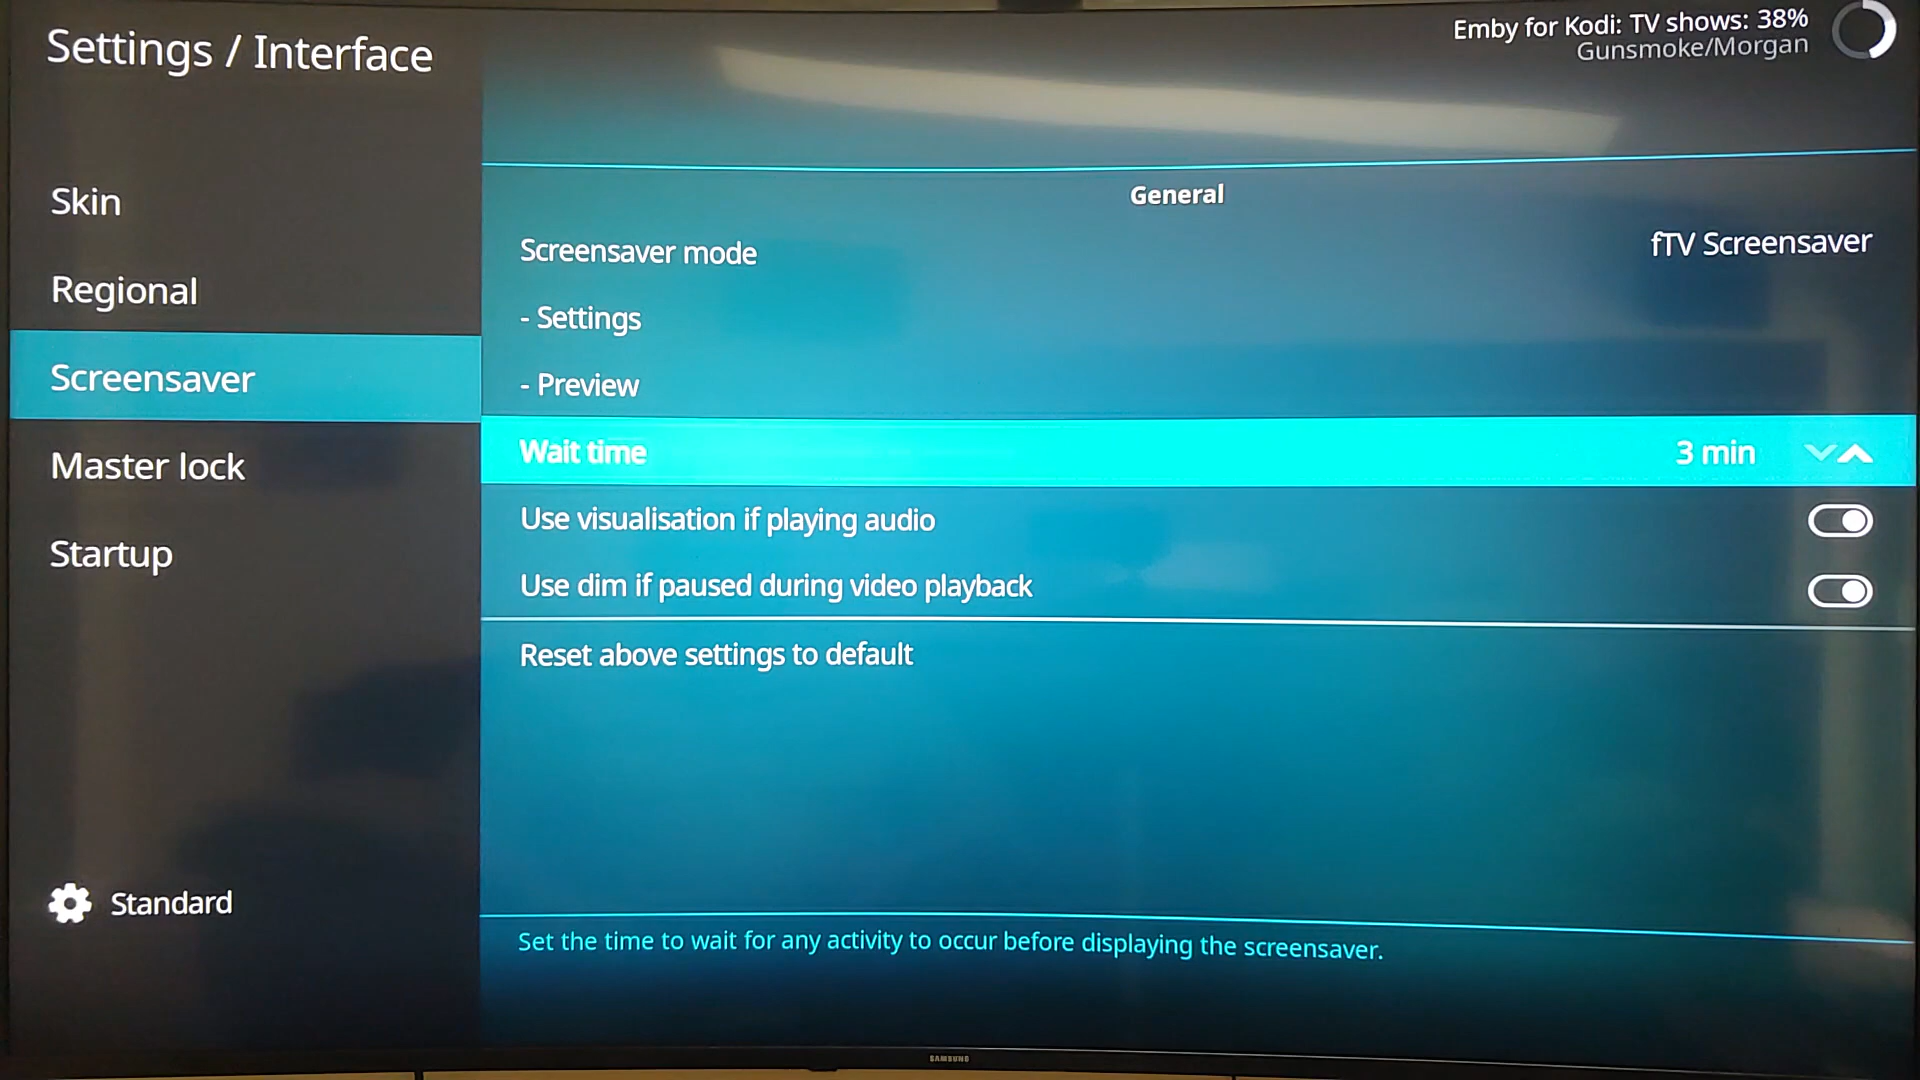 Settings / Interface
Emby for Kodi: TV shows: 38%
Gunsmoke/Morgan
Skin
Regional
Screensaver
Master lock
Startup
Standard
General
Screensaver mode fTV Screensaver
- Settings
- Preview
Wait time 3 min
Use visualisation if playing audio
Use dim if paused during video playback
Reset above settings to default
Set the time to wait for any activity to occur before displaying the screensaver.
SAMSUNG